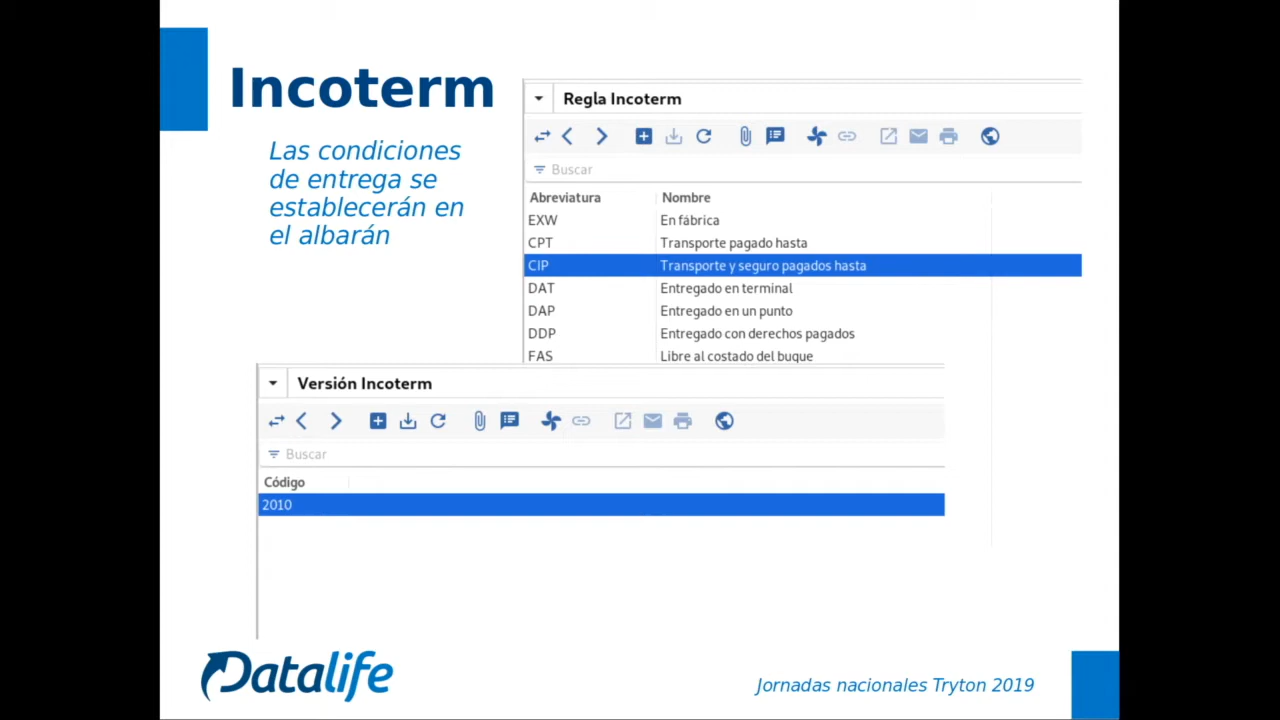 Incoterm
Las condiciones
de entrega se
establecerán en
el albarán
Regla Incoterm
Buscar
Abreviatura Nombre
EXW En fábrica
CPT Transporte pagado hasta
CIP Transporte y seguro pagados hasta
DAT Entregado en terminal
DAP Entregado en un punto
DDP Entregado con derechos pagados
FAS Libre al costado del buque
Versión Incoterm
Buscar
Código
2010
Datalife
Jornadas nacionales Tryton 2019